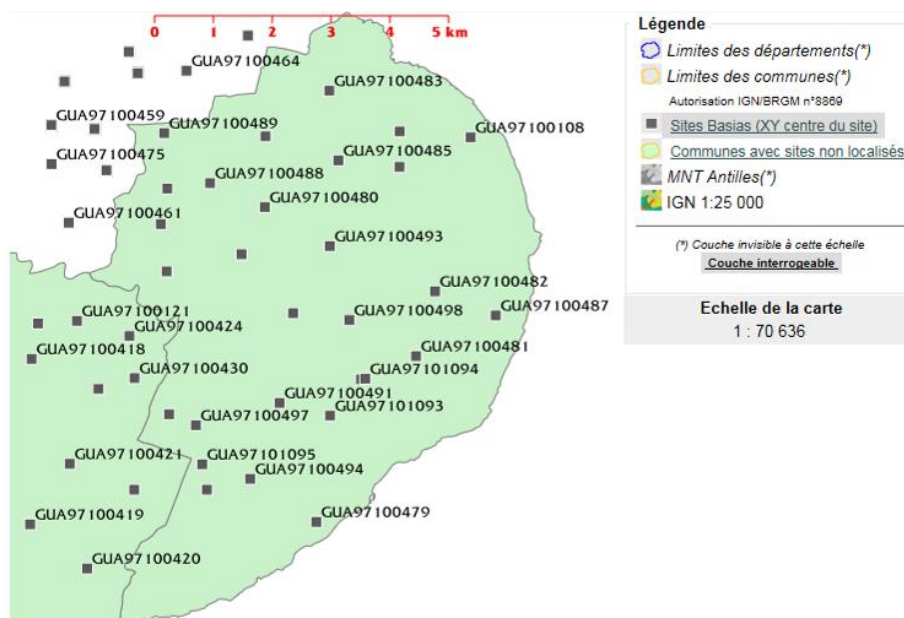 0 1 2 3 4 5 km
GUA97100464
GUA97100483
GUA97100459
GUA97100489
GUA97100108
GUA97100475
GUA97100485
GUA97100488
GUA97100480
GUA97100461
GUA97100493
GUA97100482
GUA97100121
GUA97100498
GUA97100487
GUA97100424
GUA97100418
GUA97100481
GUA97100430
GUA97101094
GUA97100491
GUA97100497
GUA97101093
GUA97100421
GUA97101095
GUA97100494
GUA97100419
GUA97100479
GUA97100420
Légende
Limites des départements(*)
Limites des communes(*)
Autorisation IGN/BRGM n°8869
Sites Basias (XY centre du site)
Communes avec sites non localisés
MNT Antilles(*)
IGN 1:25 000
(*) Couche invisible à cette échelle
Couche interrogeable
Echelle de la carte
1 : 70 636